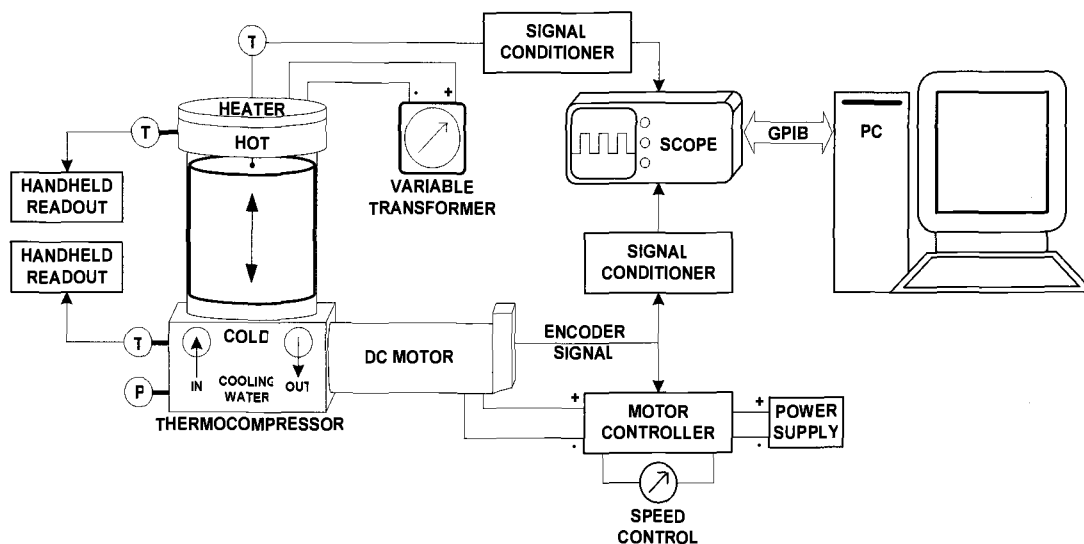 T
SIGNAL
CONDITIONER
HEATER
- +
T
HOT
SCOPE
GPIB
PC
HANDHELD
READOUT
VARIABLE
TRANSFORMER
HANDHELD
READOUT
SIGNAL
CONDITIONER
T
COLD
DC MOTOR
ENCODER
SIGNAL
IN
COOLING
WATER
OUT
P
THERMOCOMPRESSOR
+
-
MOTOR
CONTROLLER
+
-
POWER
SUPPLY
SPEED
CONTROL